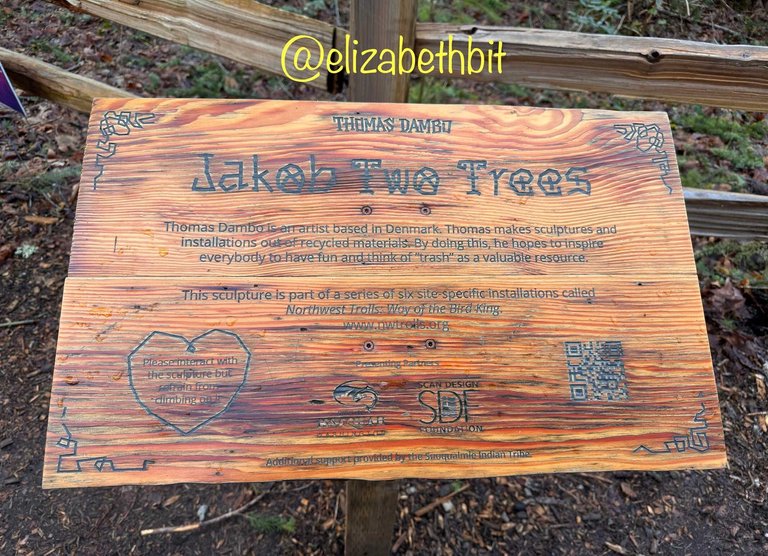 @elizabethbit
THOMAS DAMBO
Jakob Two Trees
Thomas Dambo is an artist based in Denmark. Thomas makes sculptures and
installations out of recycled materials. By doing this, he hopes to inspire
everybody to have fun and think of "trash" as a valuable resource.
This sculpture is part of a series of six site-specific installations called
Northwest Trolls: Way of the Bird King.
www.nwtrolls.org
Please interact with
the sculpture but
refrain from
climbing on it
Presenting Partners
SCAN DESIGN
SDF
FOUNDATION
Additional support provided by the Snoqualmie Indian Tribe